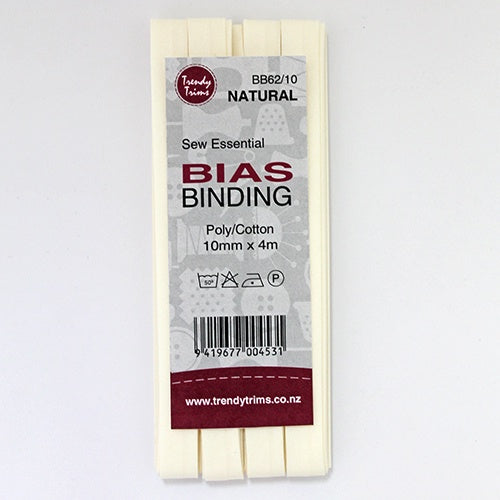 Trendy
Trims
BB62/10
NATURAL
Sew Essential
BIAS
BINDING
Poly/Cotton
10mm x 4m
50°
P
9 419677 004531
www.trendytrims.co.nz